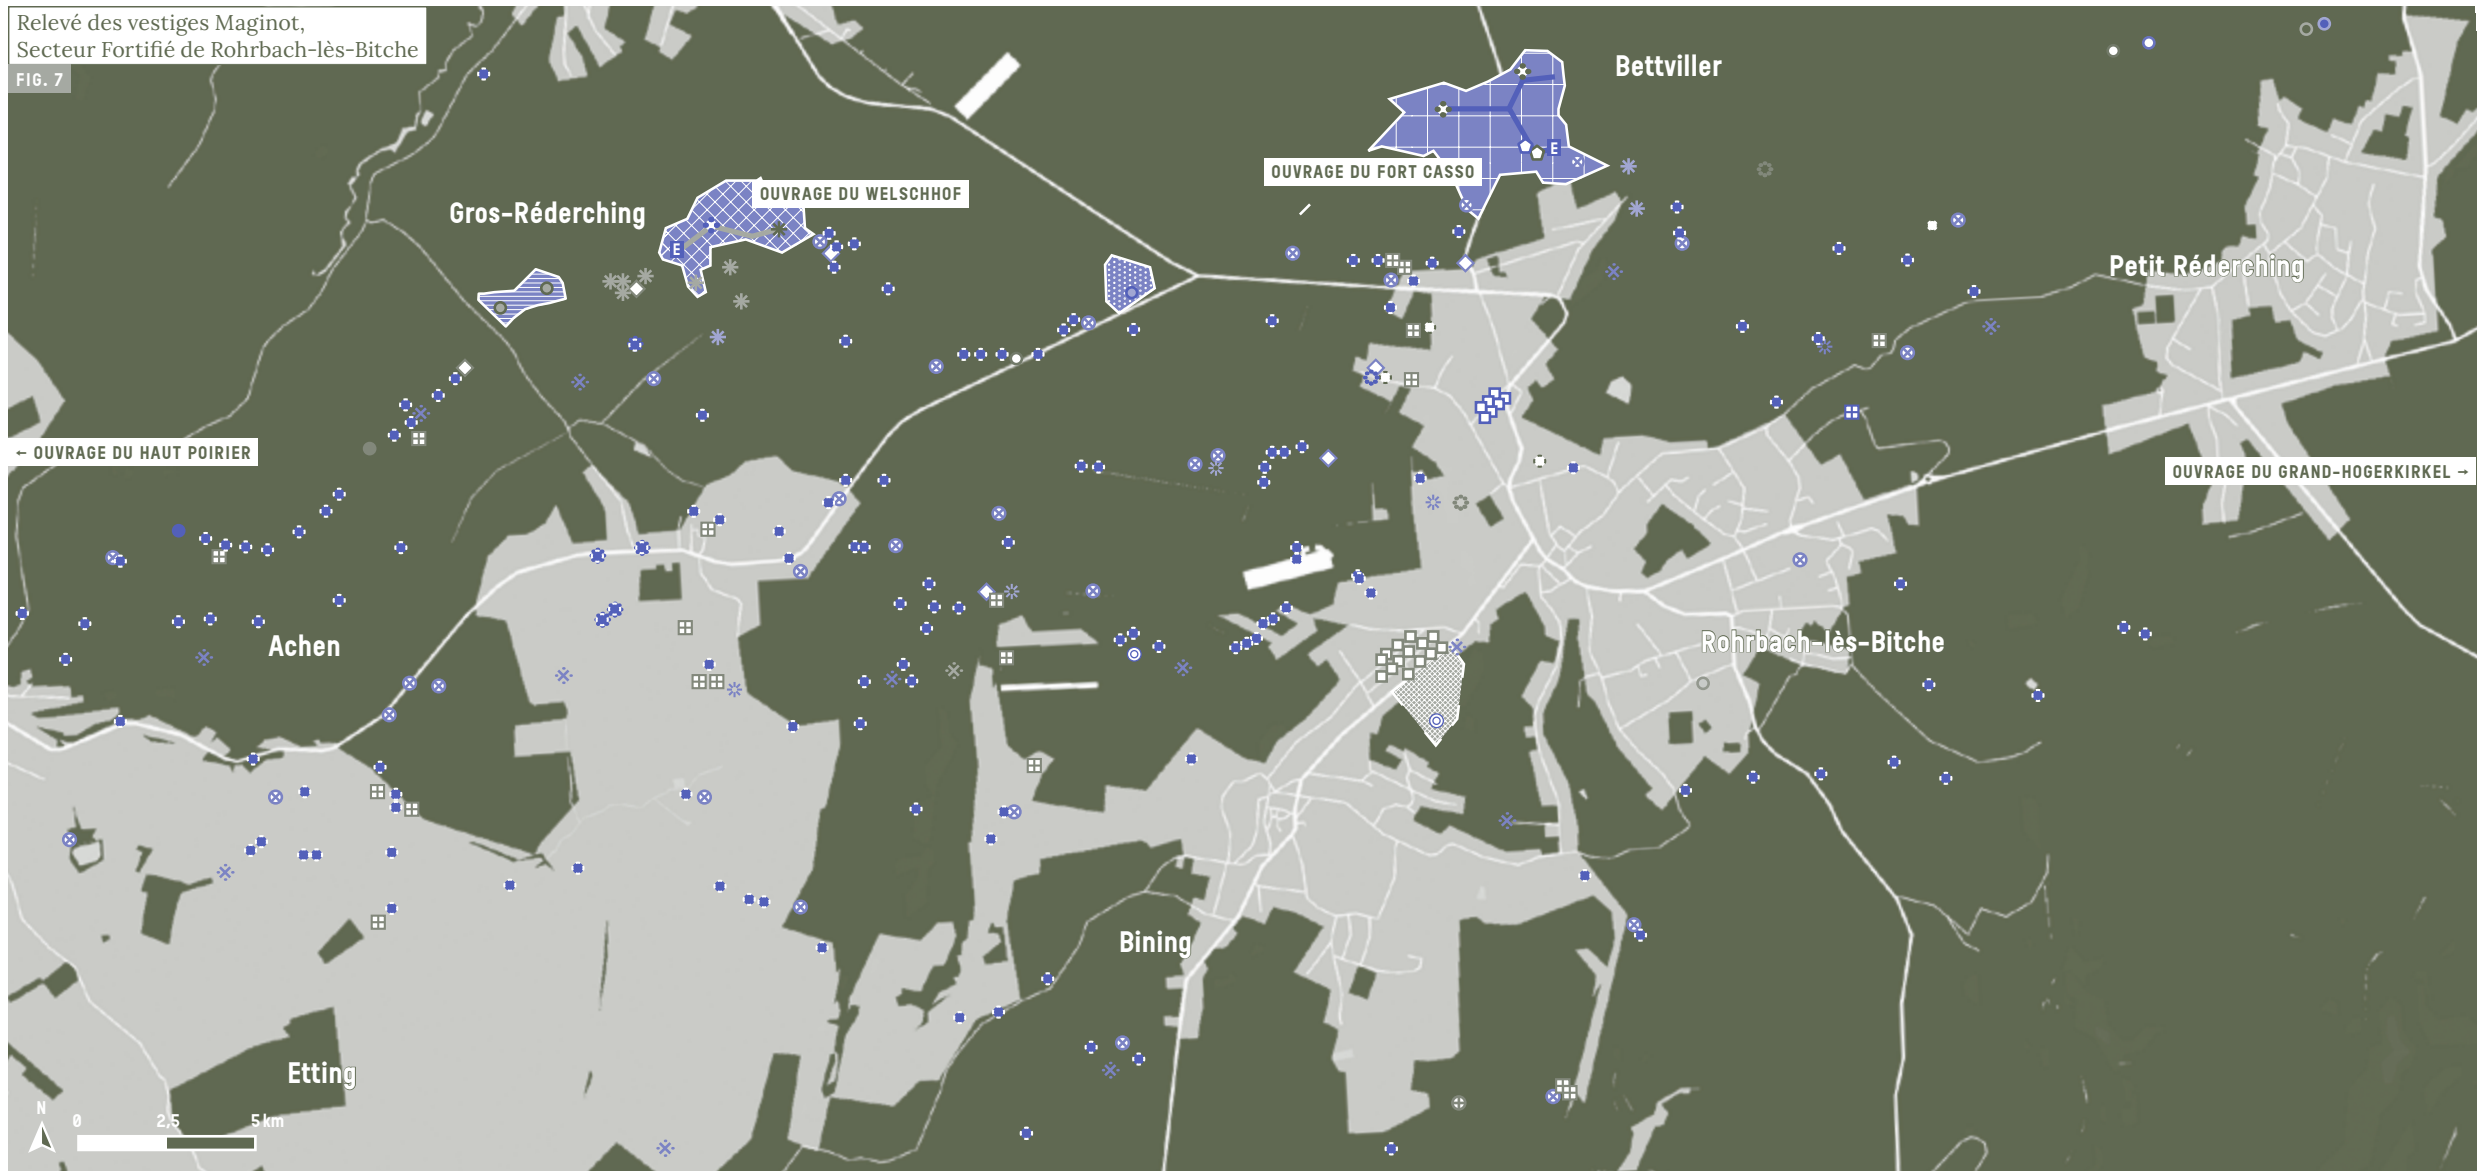 Relevé des vestiges Maginot,
Secteur Fortifié de Rohrbach-lès-Bitche
FIG. 7
Bettviller
OUVRAGE DU FORT CASSO
E
OUVRAGE DU WELSCHHOF
Gros-Réderching
E
Petit Réderching
← OUVRAGE DU HAUT POIRIER
OUVRAGE DU GRAND-HOGERKIRKEL →
Achen
Rohrbach-lès-Bitche
Bining
Etting
N
0 2,5 5 km